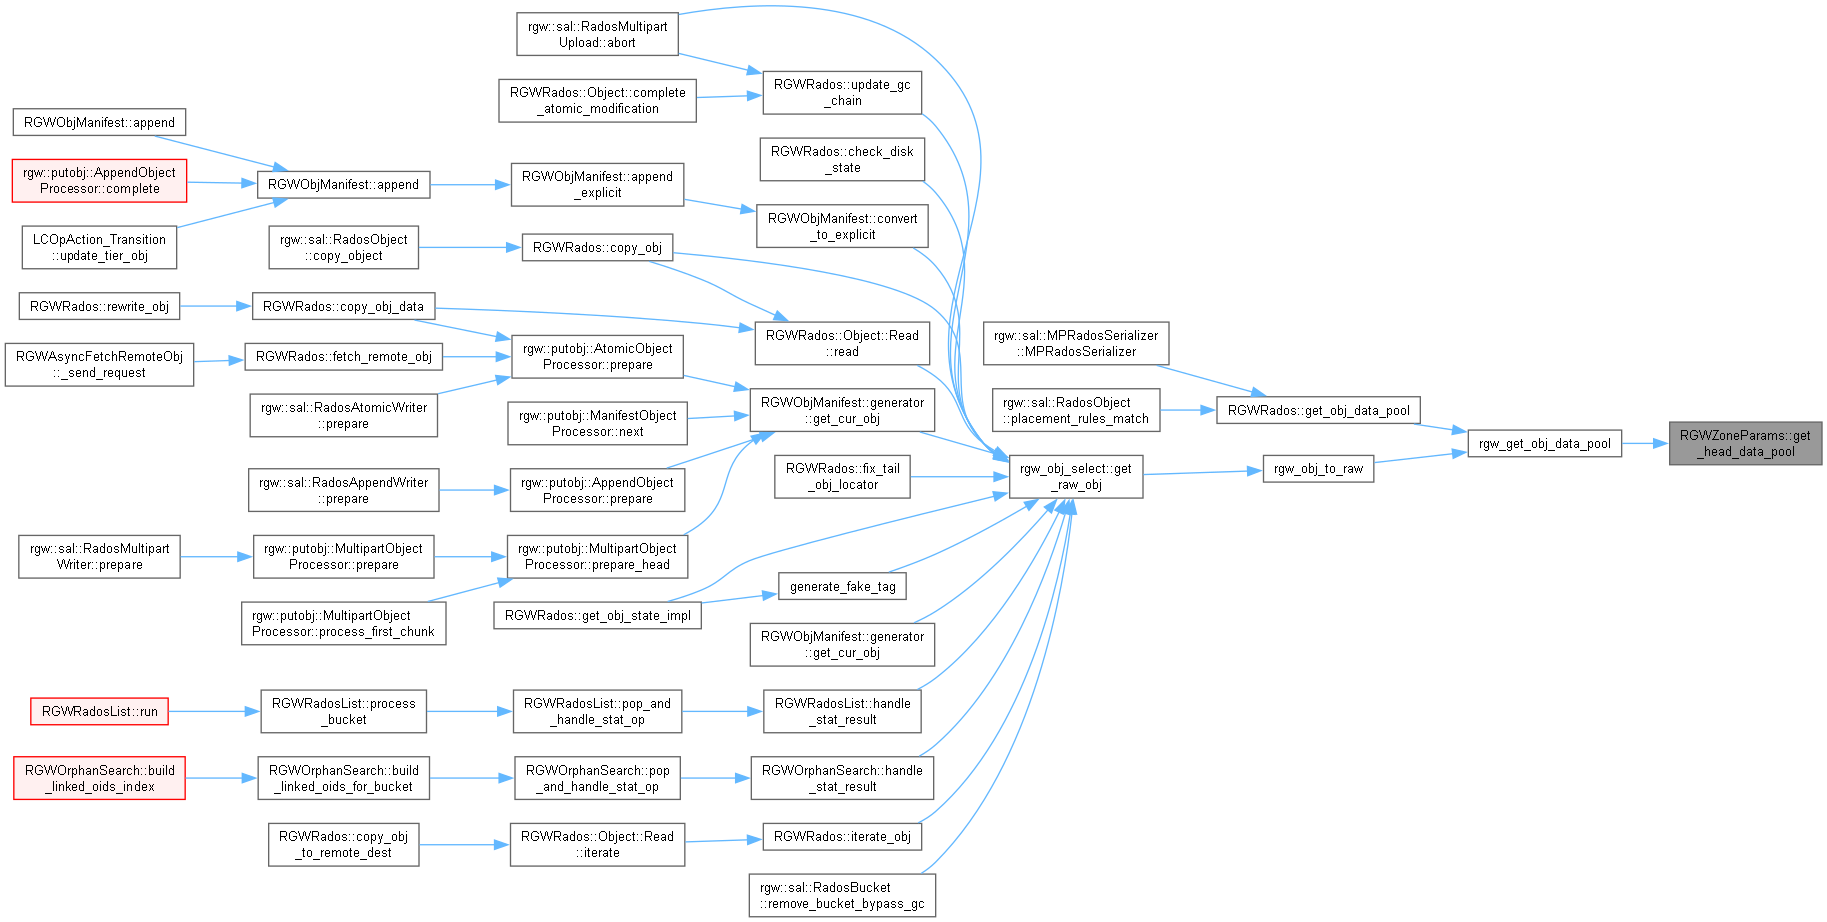 rgw::sal::RadosMultipart
Upload::abort
RGWRados::update_gc
_chain
RGWRados::Object::complete
_atomic_modification
RGWObjManifest::append
RGWRados::check_disk
_state
rgw::putobj::AppendObject
Processor::complete
RGWObjManifest::append
RGWObjManifest::append
_explicit
RGWObjManifest::convert
_to_explicit
LCOpAction_Transition
::update_tier_obj
rgw::sal::RadosObject
::copy_object
RGWRados::copy_obj
RGWRados::rewrite_obj
RGWRados::copy_obj_data
RGWRados::Object::Read
::read
rgw::sal::MPRadosSerializer
::MPRadosSerializer
RGWAsyncFetchRemoteObj
::_send_request
RGWRados::fetch_remote_obj
rgw::putobj::AtomicObject
Processor::prepare
rgw::sal::RadosAtomicWriter
::prepare
rgw::putobj::ManifestObject
Processor::next
RGWObjManifest::generator
::get_cur_obj
rgw::sal::RadosObject
::placement_rules_match
RGWRados::get_obj_data_pool
rgw_get_obj_data_pool
RGWZoneParams::get
_head_data_pool
rgw::sal::RadosAppendWriter
::prepare
rgw::putobj::AppendObject
Processor::prepare
RGWRados::fix_tail
_obj_locator
rgw_obj_select::get
_raw_obj
rgw_obj_to_raw
rgw::sal::RadosMultipart
Writer::prepare
rgw::putobj::MultipartObject
Processor::prepare
rgw::putobj::MultipartObject
Processor::prepare_head
generate_fake_tag
rgw::putobj::MultipartObject
Processor::process_first_chunk
RGWRados::get_obj_state_impl
RGWObjManifest::generator
::get_cur_obj
RGWRadosList::run
RGWRadosList::process
_bucket
RGWRadosList::pop_and
_handle_stat_op
RGWRadosList::handle
_stat_result
RGWOrphanSearch::build
_linked_oids_index
RGWOrphanSearch::build
_linked_oids_for_bucket
RGWOrphanSearch::pop
_and_handle_stat_op
RGWOrphanSearch::handle
_stat_result
RGWRados::copy_obj
_to_remote_dest
RGWRados::Object::Read
::iterate
RGWRados::iterate_obj
rgw::sal::RadosBucket
::remove_bucket_bypass_gc